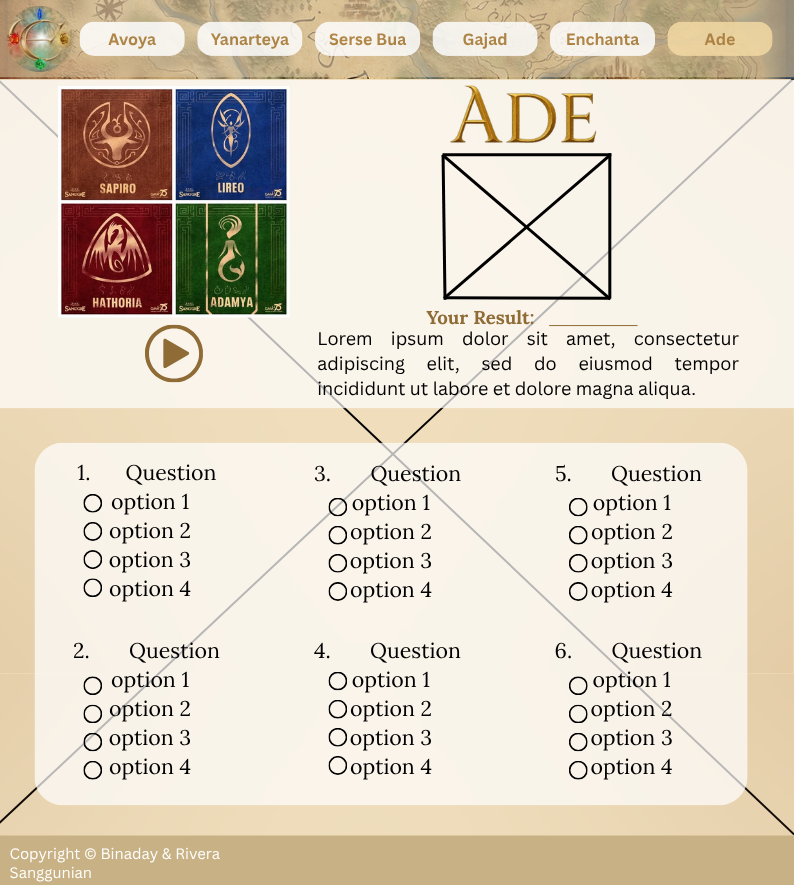 Avoya
Yanarteya
Serse Bua
Gajad
Enchanta
Ade
SAPIRO
LIREO
HATHORIA
ADAMYA
ADE
Your Result: __________
Lorem ipsum dolor sit amet, consectetur
adipiscing elit, sed do eiusmod tempor
incididunt ut labore et dolore magna aliqua.
1. Question
option 1
option 2
option 3
option 4
2. Question
option 1
option 2
option 3
option 4
3. Question
option 1
option 2
option 3
option 4
4. Question
option 1
option 2
option 3
option 4
5. Question
option 1
option 2
option 3
option 4
6. Question
option 1
option 2
option 3
option 4
Copyright © Binaday & Rivera
Sanggunian